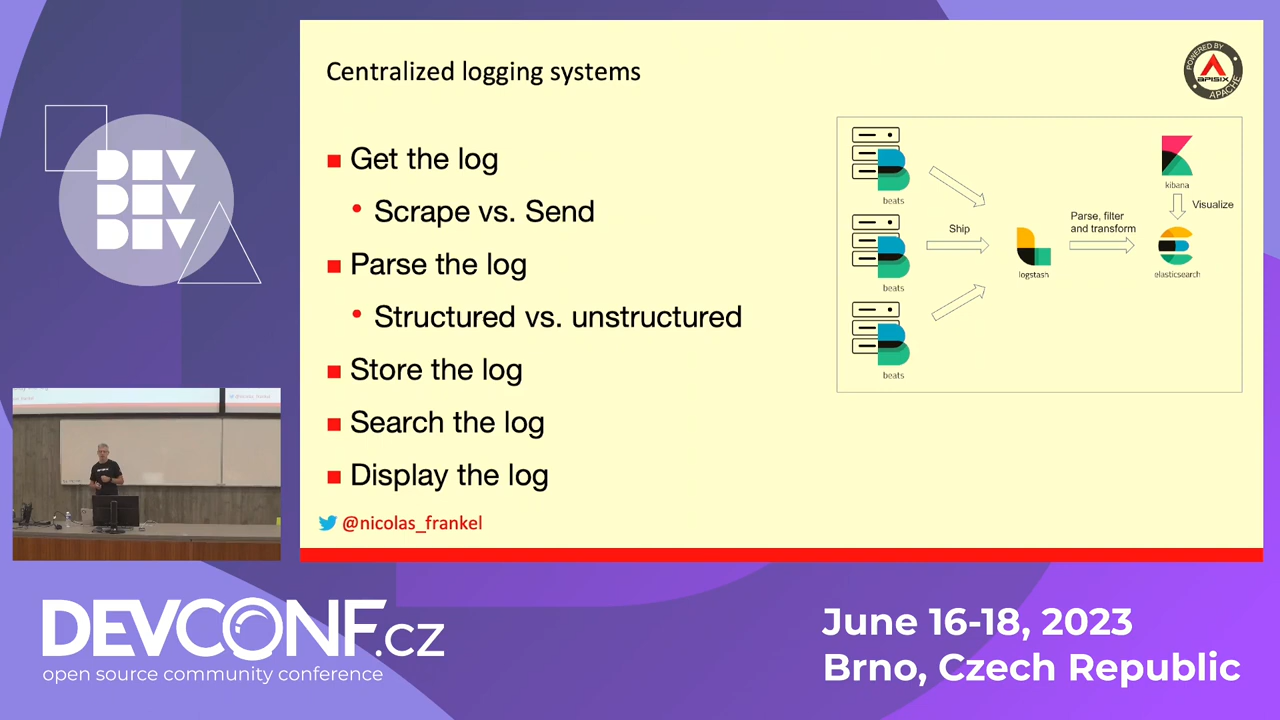 Centralized logging systems
POWERED BY
APISIX
APACHE
Get the log
Scrape vs. Send
Parse the log
Structured vs. unstructured
Store the log
Search the log
Display the log
@nicolas_frankel
beats
beats
beats
Ship
logstash
Parse, filter
and transform
kibana
Visualize
elasticsearch
DEV
DEV
DEV
DEVCONF.cz
open source community conference
June 16-18, 2023
Brno, Czech Republic